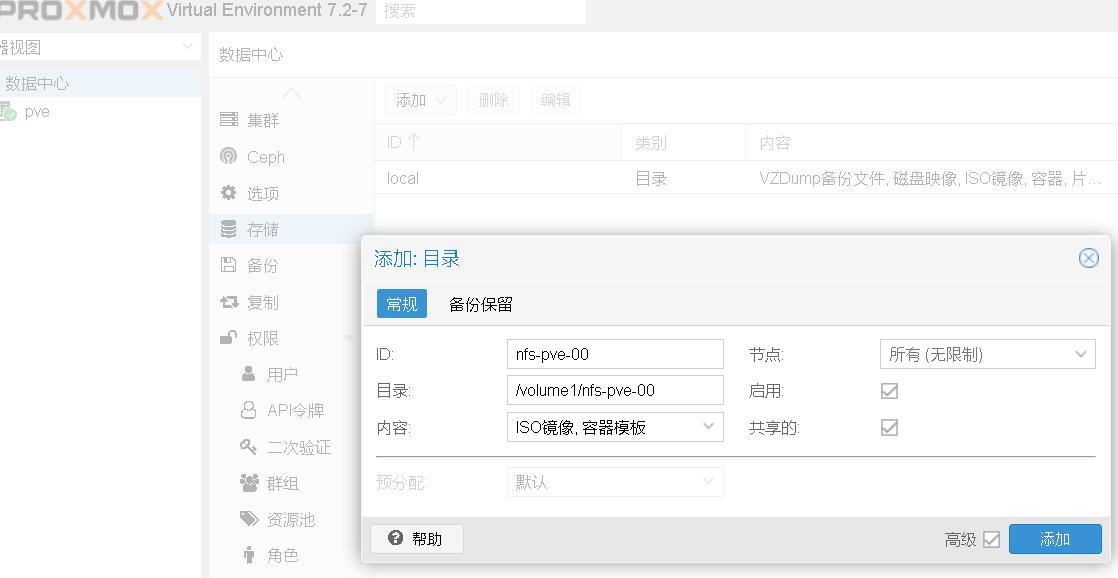 PROXMOX Virtual Environment 7.2-7 搜索
器视图
数据中心
pve
数据中心
集群
Ceph
选项
存储
备份
复制
权限
用户
API令牌
二次验证
群组
资源池
角色
添加 删除 编辑
ID 类别 内容
local 目录 VZDump备份文件, 磁盘映像, ISO镜像, 容器, 片...
添加: 目录
常规 备份保留
ID: nfs-pve-00 节点: 所有 (无限制)
目录: /volume1/nfs-pve-00 启用:
内容: ISO镜像, 容器模板 共享的:
预分配: 默认
帮助 高级 添加